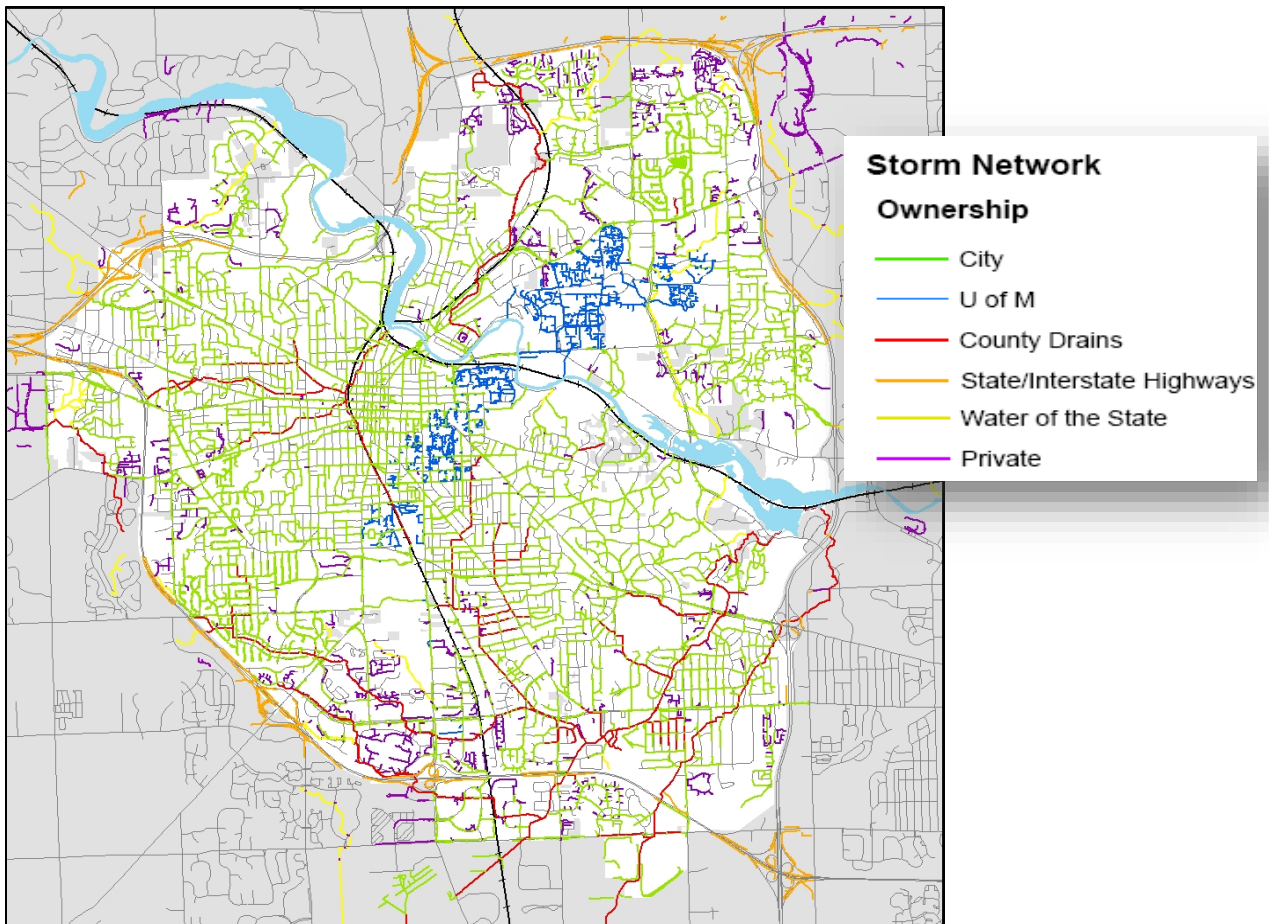 Storm Network
Ownership
City
U of M
County Drains
State/Interstate Highways
Water of the State
Private